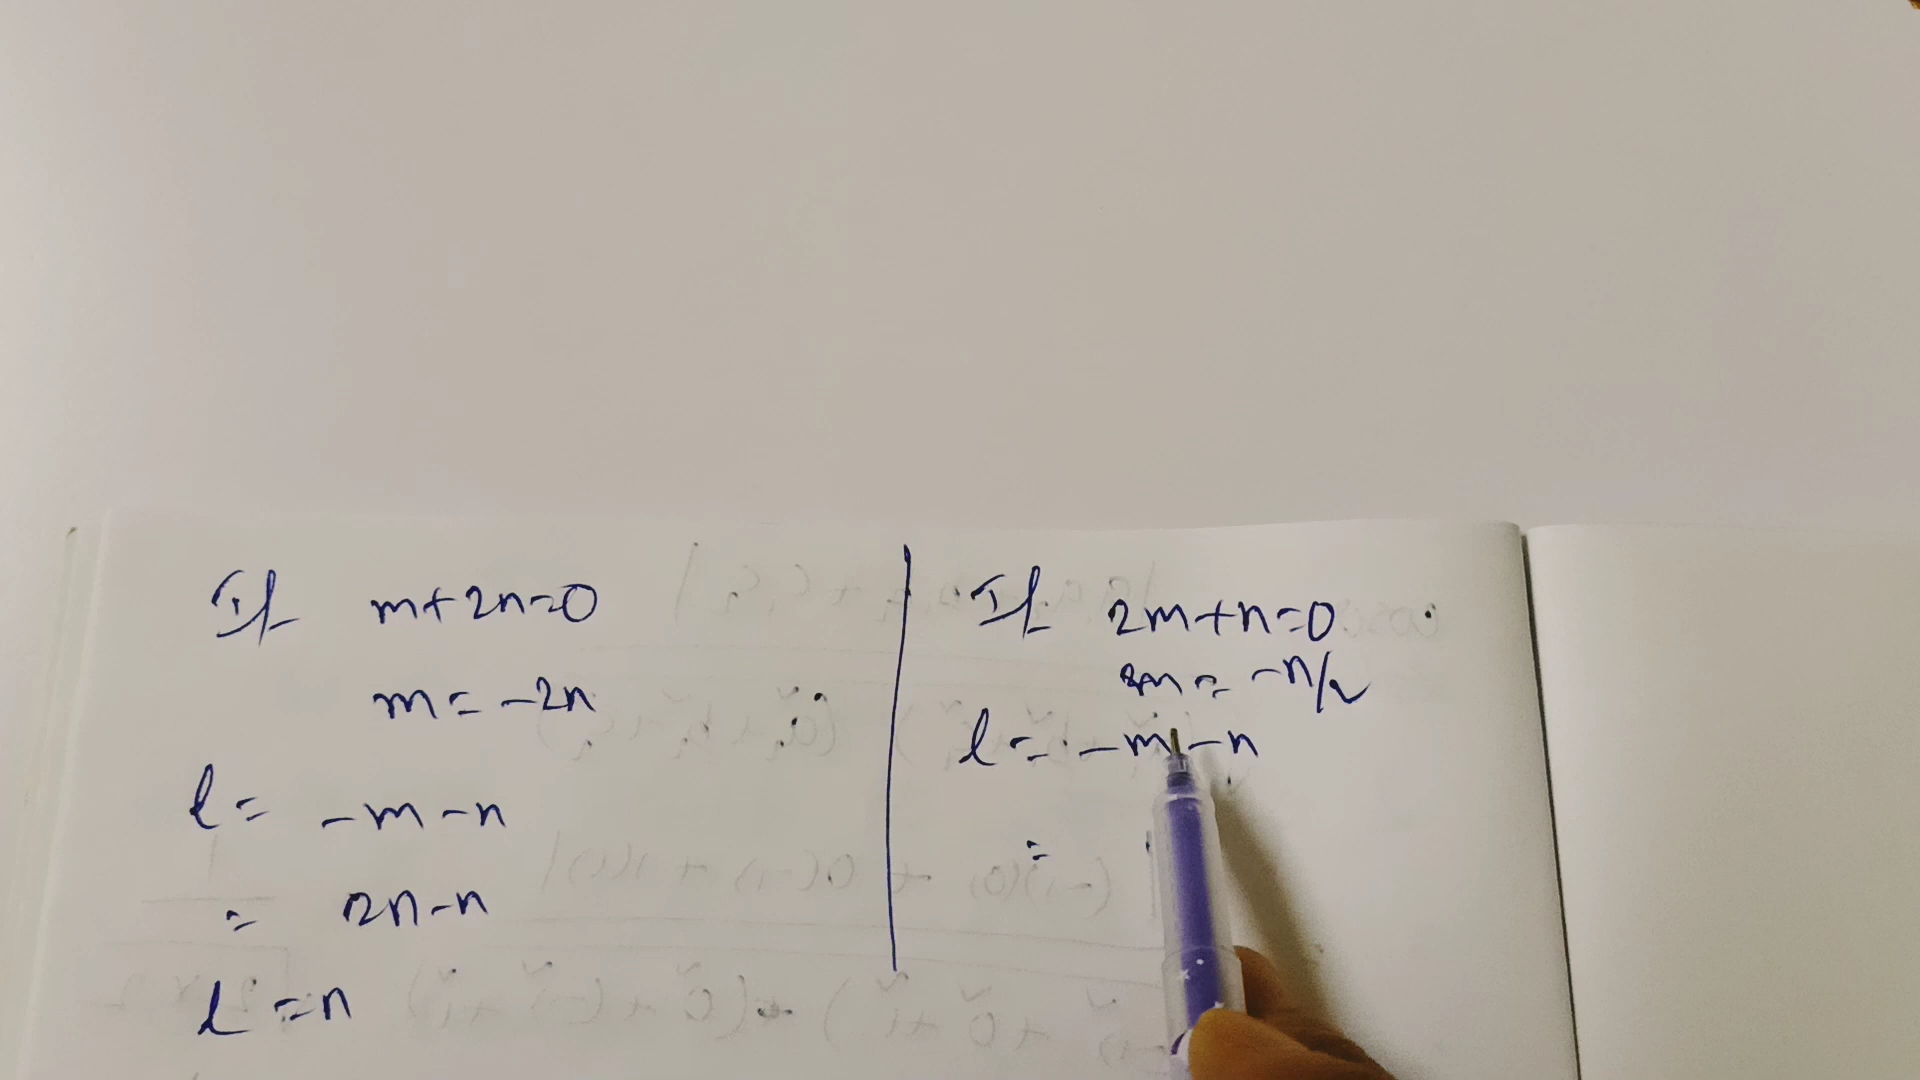 If m+2n=0
m = -2n
l = -m-n
= 2n-n
l = n
If 2m+n=0
m = -n/2
l = -m-n
=